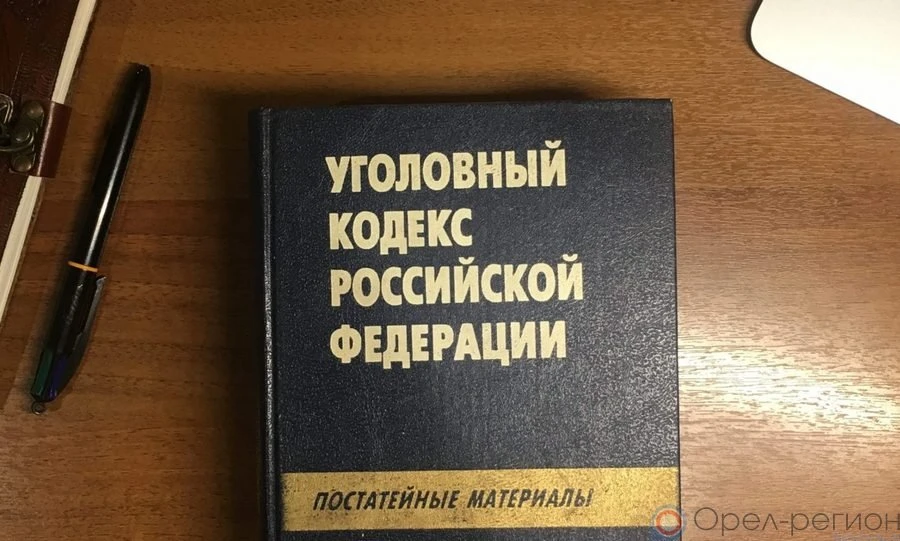 УГОЛОВНЫЙ
КОДЕКС
РОССИЙСКОЙ
ФЕДЕРАЦИИ
ПОСТАТЕЙНЫЕ МАТЕРИАЛЫ
Орел-регион